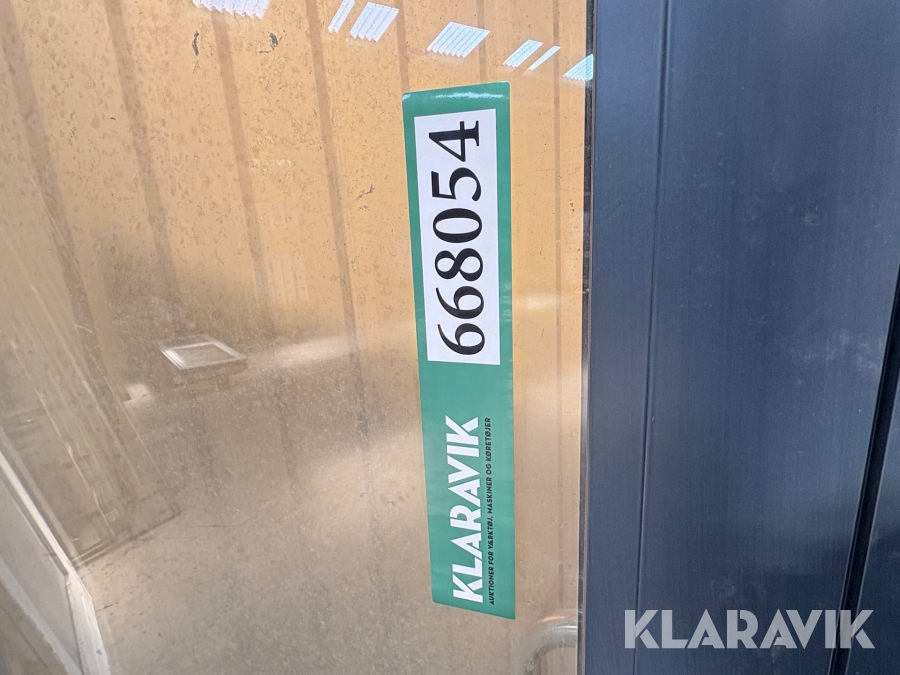 KLARAVIK
AUKTIONER FOR VÆRKTØJ, MASKINER OG KØRETØJER
668054
KLARAVIK